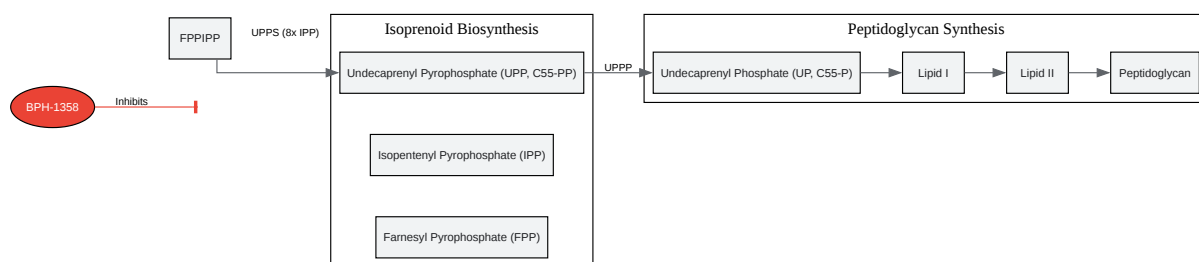 Isoprenoid Biosynthesis
Peptidoglycan Synthesis
FPPIPP
UPPS (8x IPP)
Undecaprenyl Pyrophosphate (UPP, C55-PP)
UPPP
Undecaprenyl Phosphate (UP, C55-P)
Lipid I
Lipid II
Peptidoglycan
BPH-1358
Inhibits
Isopentenyl Pyrophosphate (IPP)
Farnesyl Pyrophosphate (FPP)